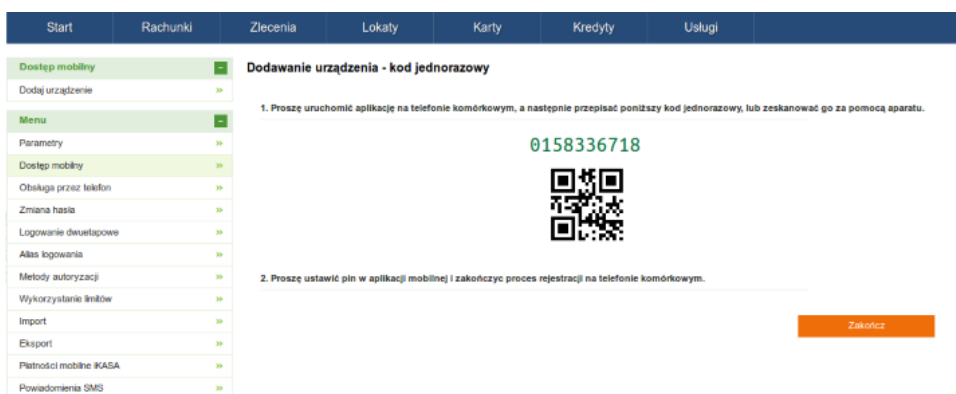 Start Rachunki Zlecenia Lokaty Karty Kredyty Usługi
Dostęp mobilny
Dodaj urządzenie
Menu
Parametry
Dostęp mobilny
Obsługa przez telefon
Zmiana hasła
Logowanie dwuetapowe
Alias logowania
Metody autoryzacji
Wykorzystanie limitów
Import
Eksport
Płatności mobilne iKASA
Powiadomienia SMS
Dodawanie urządzenia - kod jednorazowy
1. Proszę uruchomić aplikację na telefonie komórkowym, a następnie przepisać poniższy kod jednorazowy, lub zeskanować go za pomocą aparatu.
0158336718
2. Proszę ustawić pin w aplikacji mobilnej i zakończyc proces rejestracji na telefonie komórkowym.
Zakończ